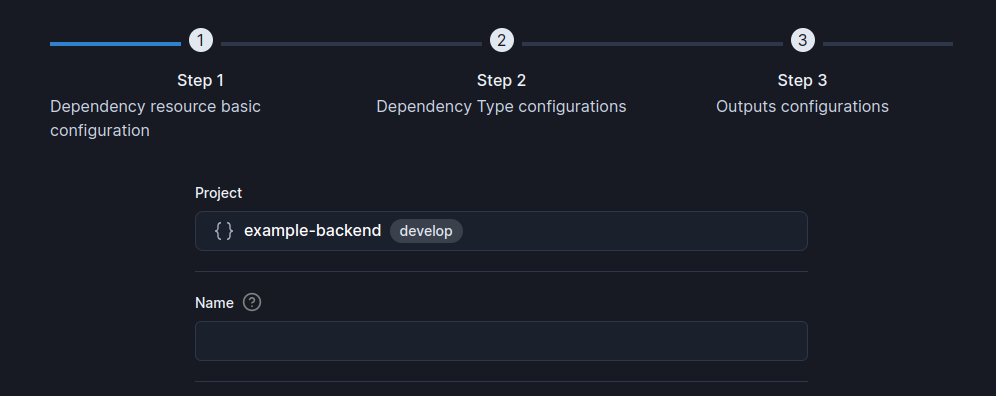 1 2 3
Step 1 Step 2 Step 3
Dependency resource basic Dependency Type configurations Outputs configurations
configuration
Project
{ } example-backend develop
Name ?